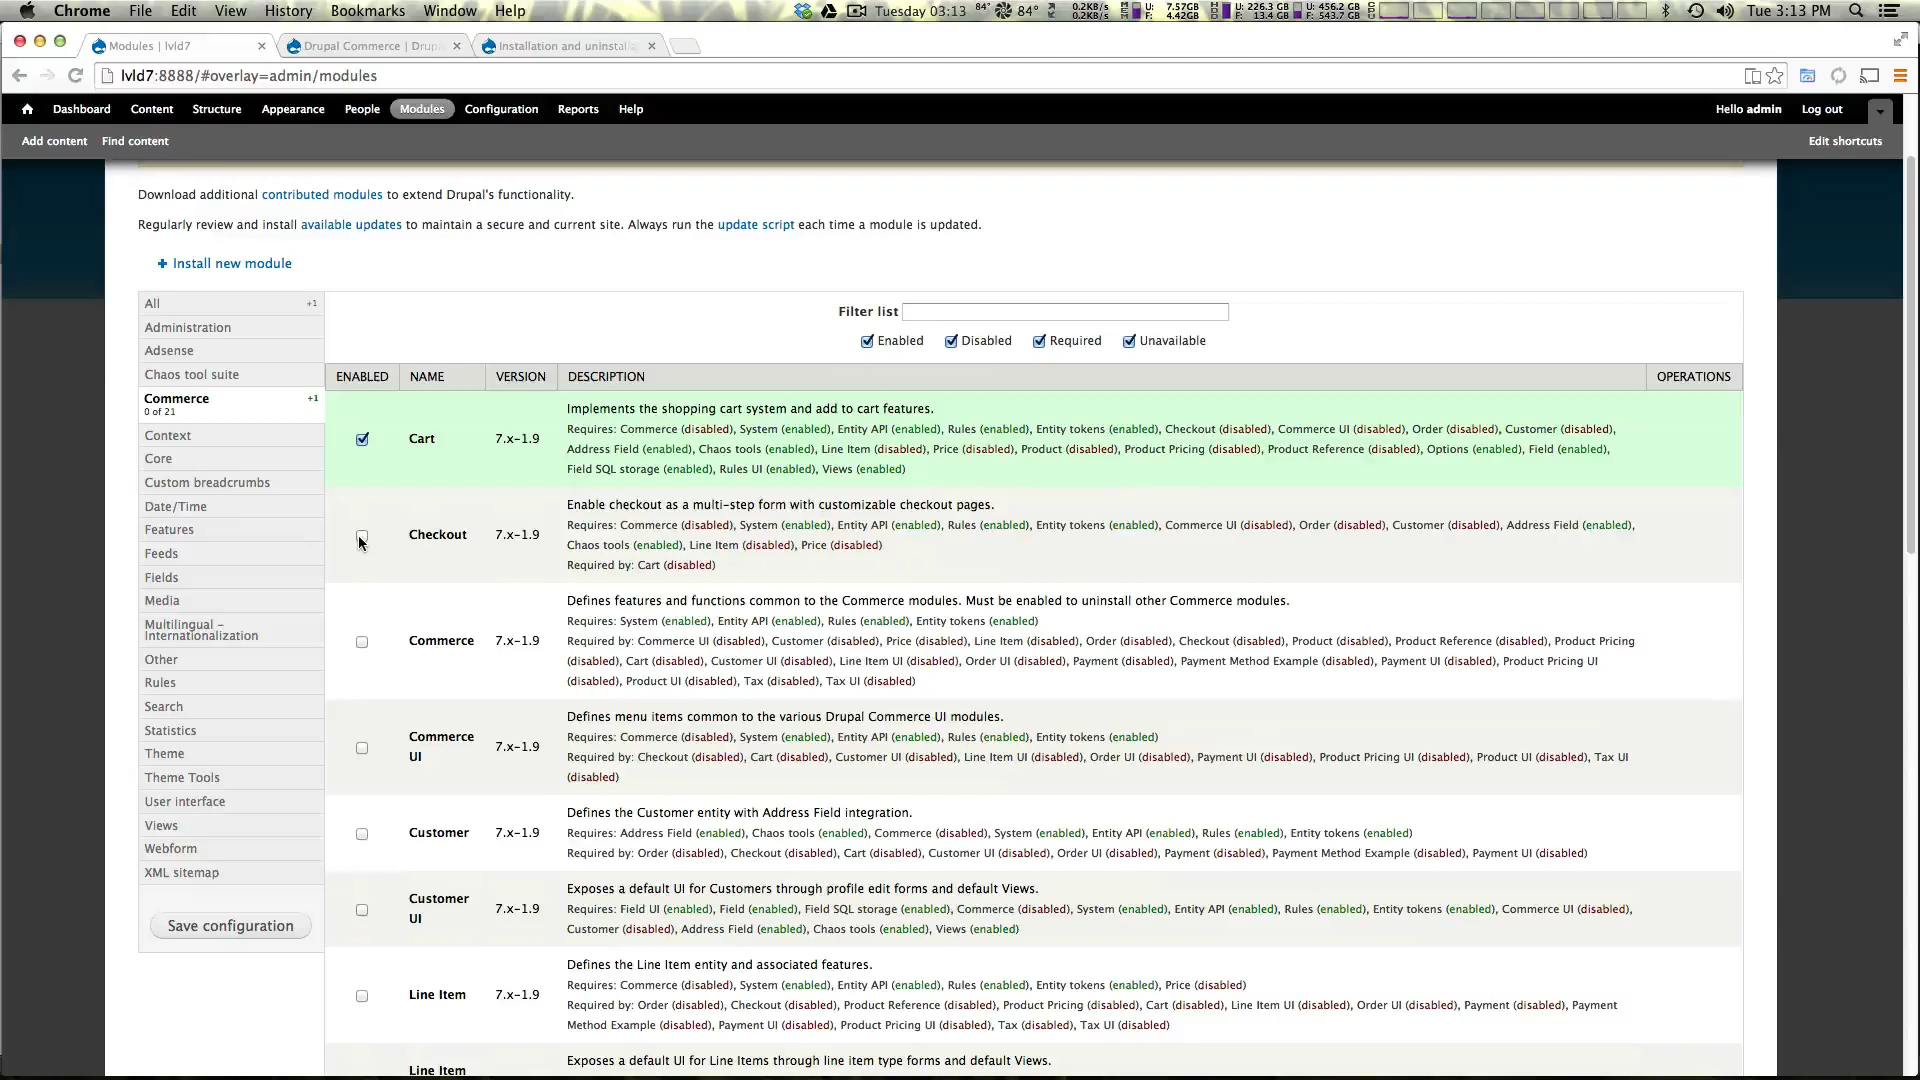 Chrome File Edit View History Bookmarks Window Help Tuesday 03:13 84° 84° 0.2KB/s 0.2KB/s U: 7.57GB F: 4.42GB U: 226.3 GB F: 13.4 GB U: 456.2 GB F: 543.7 GB Tue 3:13 PM
Modules | lvld7 Drupal Commerce | Drup Installation and uninstalla
lvld7:8888/#overlay=admin/modules
Dashboard Content Structure Appearance People Modules Configuration Reports Help Hello admin Log out
Add content Find content Edit shortcuts
Download additional contributed modules to extend Drupal's functionality.
Regularly review and install available updates to maintain a secure and current site. Always run the update script each time a module is updated.
+ Install new module
All +1
Administration
Adsense
Chaos tool suite
Commerce +1
0 of 21
Context
Core
Custom breadcrumbs
Date/Time
Features
Feeds
Fields
Media
Multilingual -
Internationalization
Other
Rules
Search
Statistics
Theme
Theme Tools
User interface
Views
Webform
XML sitemap
Save configuration
Filter list
Enabled Disabled Required Unavailable
ENABLED NAME VERSION DESCRIPTION OPERATIONS
Implements the shopping cart system and add to cart features.
Requires: Commerce (disabled), System (enabled), Entity API (enabled), Rules (enabled), Entity tokens (enabled), Checkout (disabled), Commerce UI (disabled), Order (disabled), Customer (disabled),
Cart 7.x-1.9
Address Field (enabled), Chaos tools (enabled), Line Item (disabled), Price (disabled), Product (disabled), Product Pricing (disabled), Product Reference (disabled), Options (enabled), Field (enabled),
Field SQL storage (enabled), Rules UI (enabled), Views (enabled)
Enable checkout as a multi-step form with customizable checkout pages.
Requires: Commerce (disabled), System (enabled), Entity API (enabled), Rules (enabled), Entity tokens (enabled), Commerce UI (disabled), Order (disabled), Customer (disabled), Address Field (enabled),
Checkout 7.x-1.9
Chaos tools (enabled), Line Item (disabled), Price (disabled)
Required by: Cart (disabled)
Defines features and functions common to the Commerce modules. Must be enabled to uninstall other Commerce modules.
Requires: System (enabled), Entity API (enabled), Rules (enabled), Entity tokens (enabled)
Commerce 7.x-1.9 Required by: Commerce UI (disabled), Customer (disabled), Price (disabled), Line Item (disabled), Order (disabled), Checkout (disabled), Product (disabled), Product Reference (disabled), Product Pricing
(disabled), Cart (disabled), Customer UI (disabled), Line Item UI (disabled), Order UI (disabled), Payment (disabled), Payment Method Example (disabled), Payment UI (disabled), Product Pricing UI
(disabled), Product UI (disabled), Tax (disabled), Tax UI (disabled)
Defines menu items common to the various Drupal Commerce UI modules.
Commerce
UI
7.x-1.9
Requires: Commerce (disabled), System (enabled), Entity API (enabled), Rules (enabled), Entity tokens (enabled)
Required by: Checkout (disabled), Cart (disabled), Customer UI (disabled), Line Item UI (disabled), Order UI (disabled), Payment UI (disabled), Product Pricing UI (disabled), Product UI (disabled), Tax UI
(disabled)
Defines the Customer entity with Address Field integration.
Customer 7.x-1.9 Requires: Address Field (enabled), Chaos tools (enabled), Commerce (disabled), System (enabled), Entity API (enabled), Rules (enabled), Entity tokens (enabled)
Required by: Order (disabled), Checkout (disabled), Cart (disabled), Customer UI (disabled), Order UI (disabled), Payment (disabled), Payment Method Example (disabled), Payment UI (disabled)
Exposes a default UI for Customers through profile edit forms and default Views.
Customer
UI
7.x-1.9
Requires: Field UI (enabled), Field (enabled), Field SQL storage (enabled), Commerce (disabled), System (enabled), Entity API (enabled), Rules (enabled), Entity tokens (enabled), Commerce UI (disabled),
Customer (disabled), Address Field (enabled), Chaos tools (enabled), Views (enabled)
Defines the Line Item entity and associated features.
Requires: Commerce (disabled), System (enabled), Entity API (enabled), Rules (enabled), Entity tokens (enabled), Price (disabled)
Line Item 7.x-1.9
Required by: Order (disabled), Checkout (disabled), Product Reference (disabled), Product Pricing (disabled), Cart (disabled), Line Item UI (disabled), Order UI (disabled), Payment (disabled), Payment
Method Example (disabled), Payment UI (disabled), Product Pricing UI (disabled), Tax (disabled), Tax UI (disabled)
Exposes a default UI for Line Items through line item type forms and default Views.
Line Item